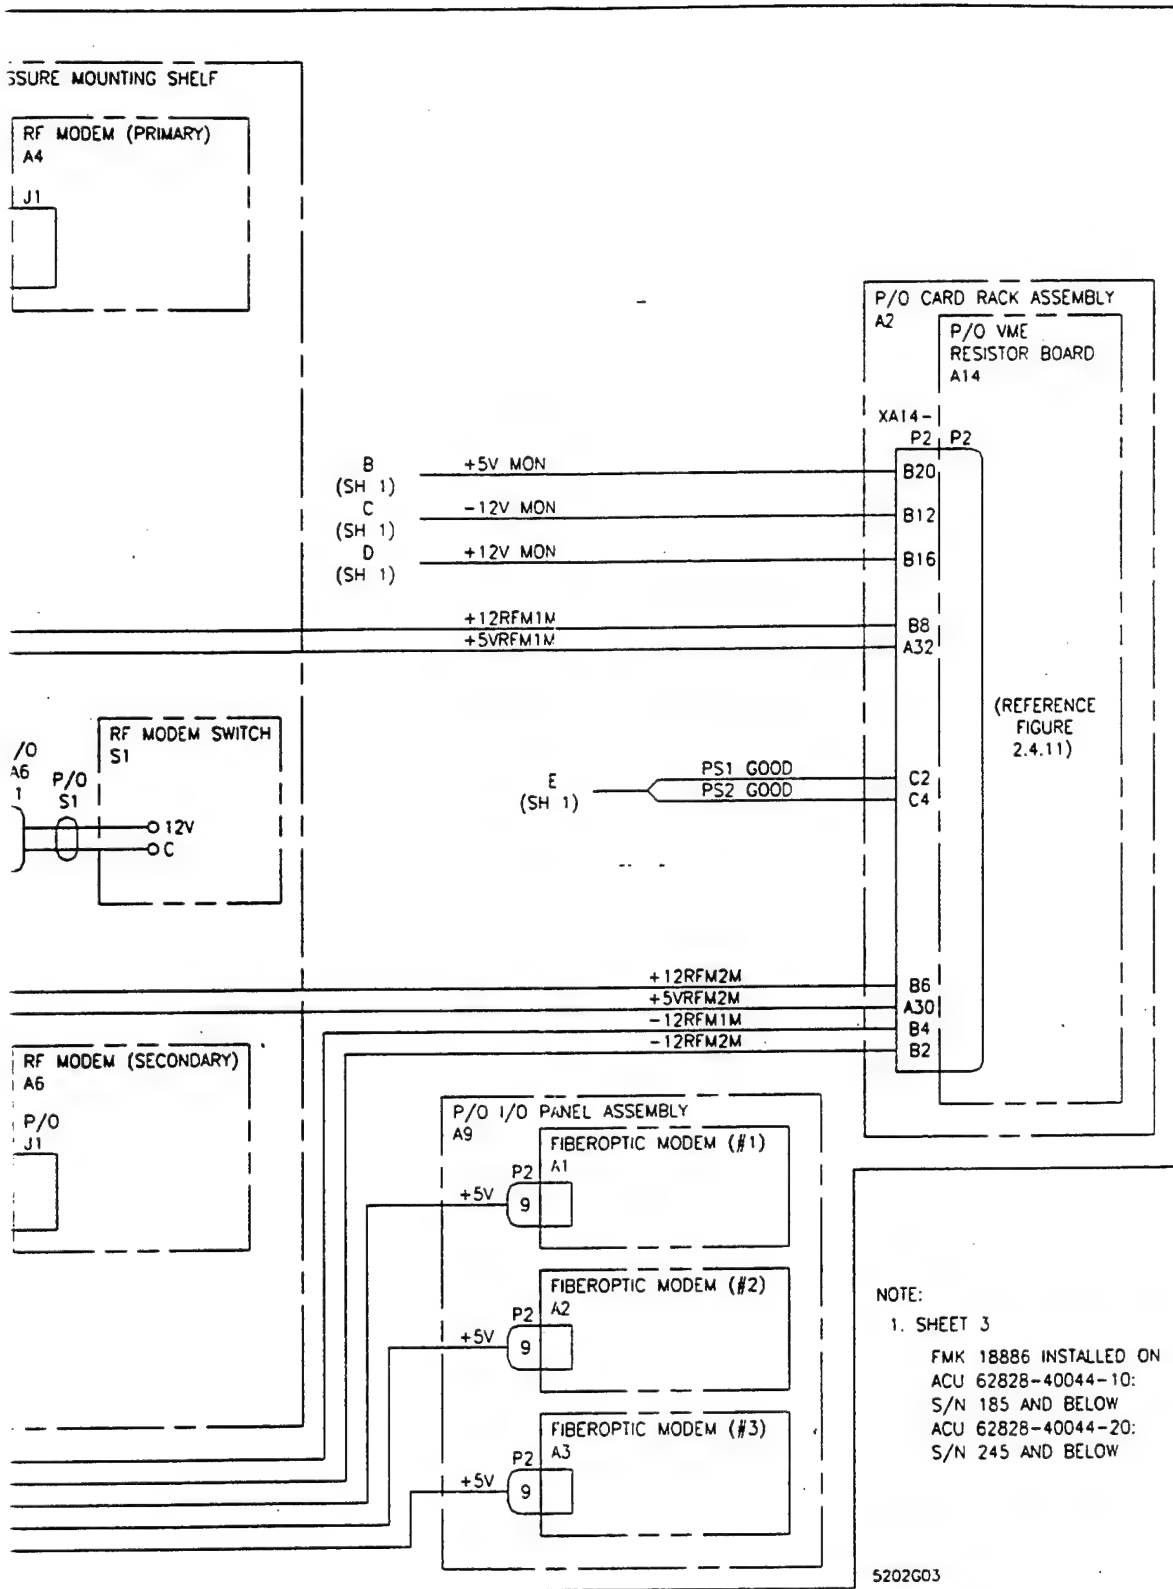 SSURE MOUNTING SHELF
RF MODEM (PRIMARY)
A4
J1
P/O CARD RACK ASSEMBLY
A2
P/O VME
RESISTOR BOARD
A14
XA14-
P2 P2
B
(SH 1)
+5V MON
B20
C
(SH 1)
-12V MON
B12
D
(SH 1)
+12V MON
B16
+12RFM1M
B8
+5VRFM1M
A32
(REFERENCE
FIGURE
2.4.11)
RF MODEM SWITCH
S1
/O
A6
1
P/O
S1
12V
C
E
(SH 1)
PS1 GOOD
C2
PS2 GOOD
C4
+12RFM2M
B6
+5VRFM2M
A30
-12RFM1M
B4
-12RFM2M
B2
RF MODEM (SECONDARY)
A6
P/O
J1
P/O I/O PANEL ASSEMBLY
A9
FIBEROPTIC MODEM (#1)
A1
P2
+5V
9
FIBEROPTIC MODEM (#2)
A2
P2
+5V
9
FIBEROPTIC MODEM (#3)
A3
P2
+5V
9
NOTE:
1. SHEET 3
FMK 18886 INSTALLED ON
ACU 62828-40044-10:
S/N 185 AND BELOW
ACU 62828-40044-20:
S/N 245 AND BELOW
5202G03